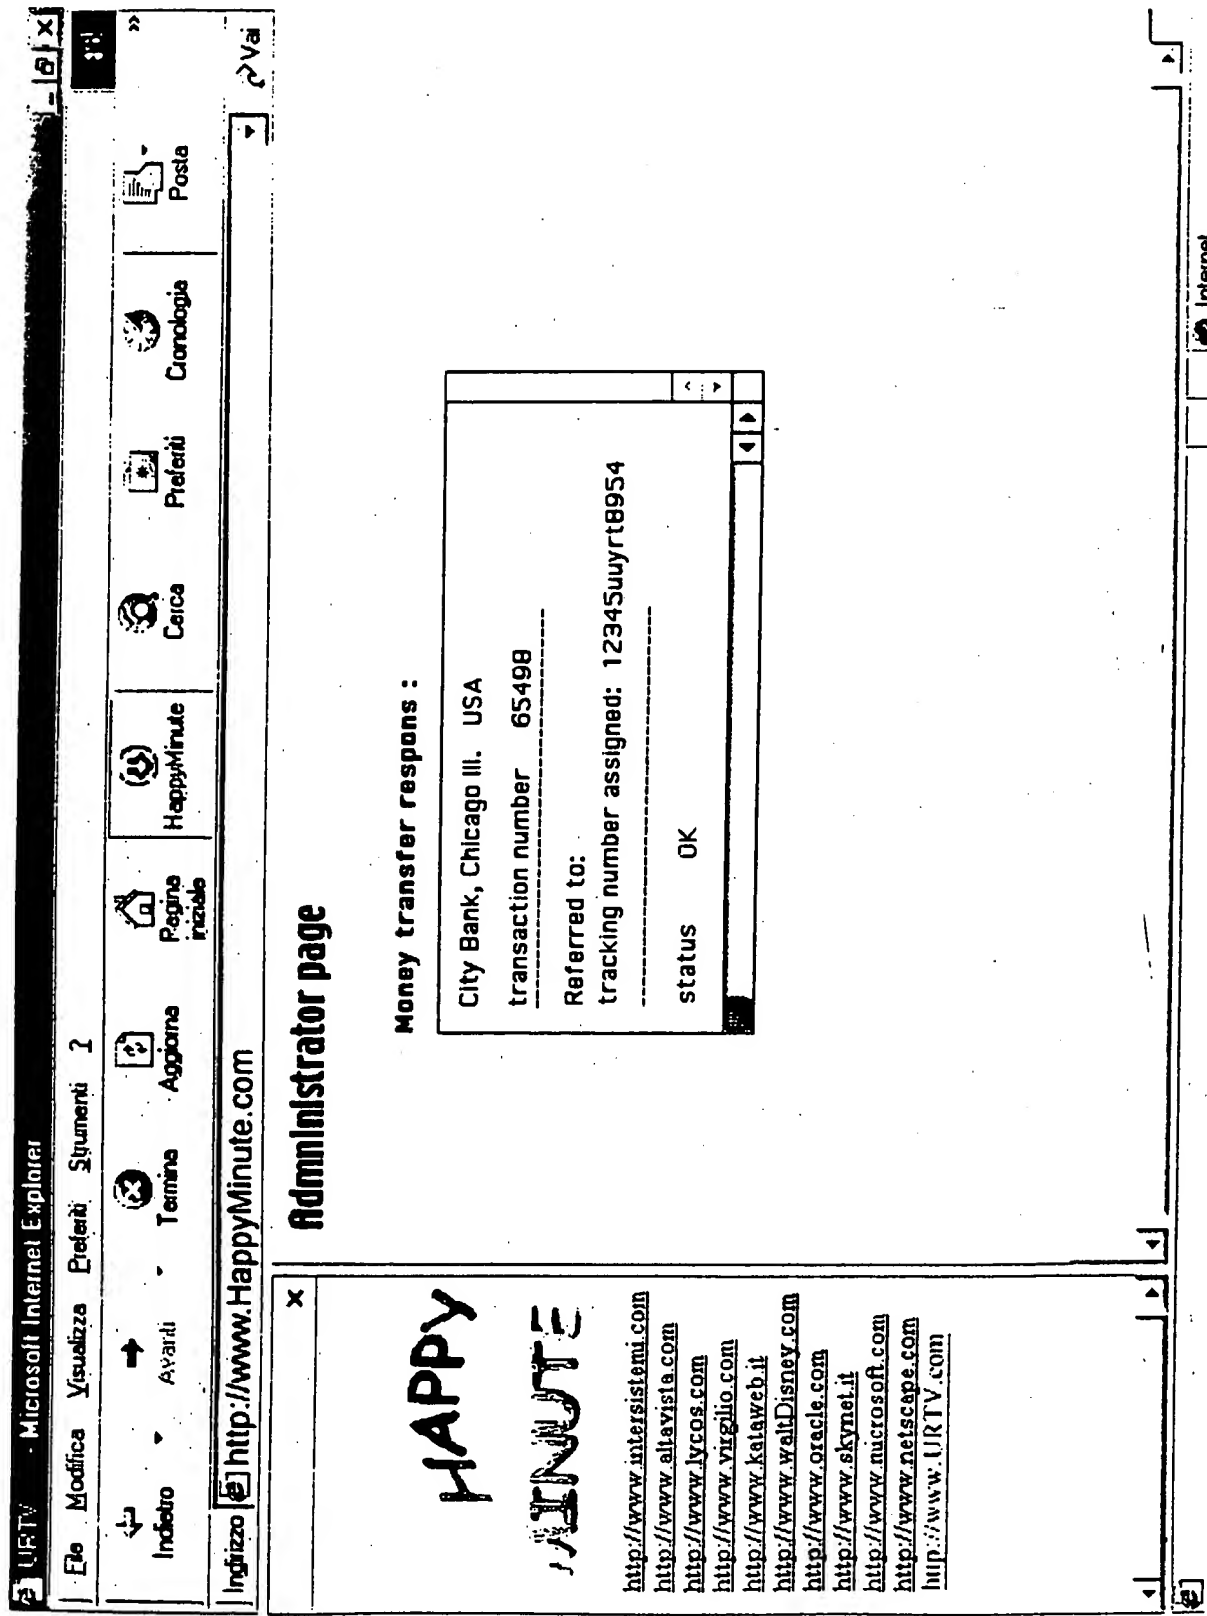 URTV - Microsoft Internet Explorer
File Modifica Visualizza Preferiti Strumenti ?
Indietro Avanti Termina Aggiorna Pagina iniziale HappyMinute Cerca Preferiti Cronologia Posta »
Indirizzo http://www.HappyMinute.com Vai
HAPPY
MINUTE
http://www.intersistemi.com
http://www.altavista.com
http://www.lycos.com
http://www.virgilio.com
http://www.kataweb.it
http://www.waltDisney.com
http://www.oracle.com
http://www.skynet.it
http://www.microsoft.com
http://www.netscape.com
http://www.URTV.com
Administrator page
Money transfer respons :
City Bank, Chicago Ill. USA
transaction number 65498
Referred to:
tracking number assigned: 12345uuyrt8954
status OK
Internet